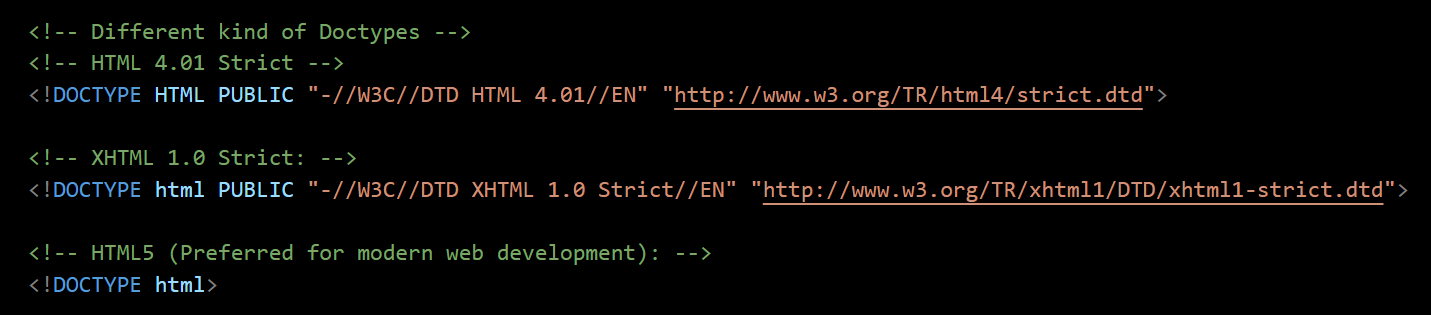 <!-- Different kind of Doctypes -->
<!-- HTML 4.01 Strict -->
<!DOCTYPE HTML PUBLIC "-//W3C//DTD HTML 4.01//EN" "http://www.w3.org/TR/html4/strict.dtd">
<!-- XHTML 1.0 Strict: -->
<!DOCTYPE html PUBLIC "-//W3C//DTD XHTML 1.0 Strict//EN" "http://www.w3.org/TR/xhtml1/DTD/xhtml1-strict.dtd">
<!-- HTML5 (Preferred for modern web development): -->
<!DOCTYPE html>